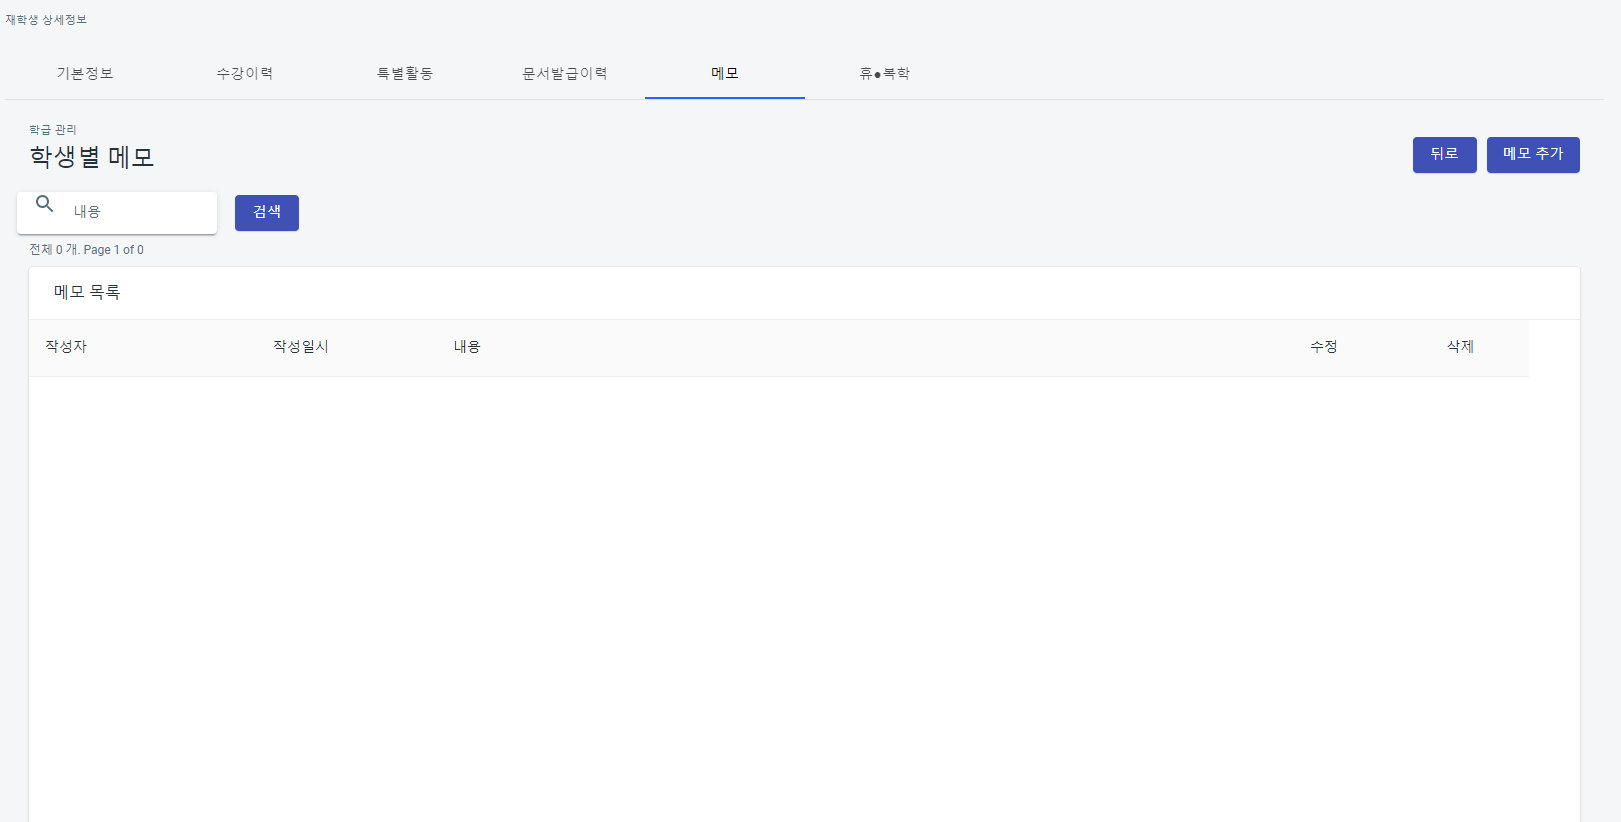 재학생 상세정보
기본정보 수강이력 특별활동 문서발급이력 메모 휴●복학
학급 관리
학생별 메모
뒤로 메모 추가
내용 검색
전체 0 개. Page 1 of 0
메모 목록
작성자 작성일시 내용 수정 삭제